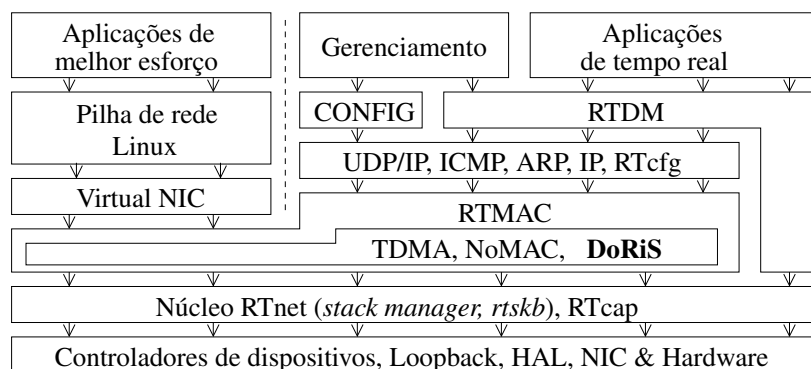 Aplicações de
melhor esforço
Gerenciamento
Aplicações
de tempo real
Pilha de rede
Linux
CONFIG
RTDM
UDP/IP, ICMP, ARP, IP, RTcfg
Virtual NIC
RTMAC
TDMA, NoMAC, DoRiS
Núcleo RTnet (stack manager, rtskb), RTcap
Controladores de dispositivos, Loopback, HAL, NIC & Hardware